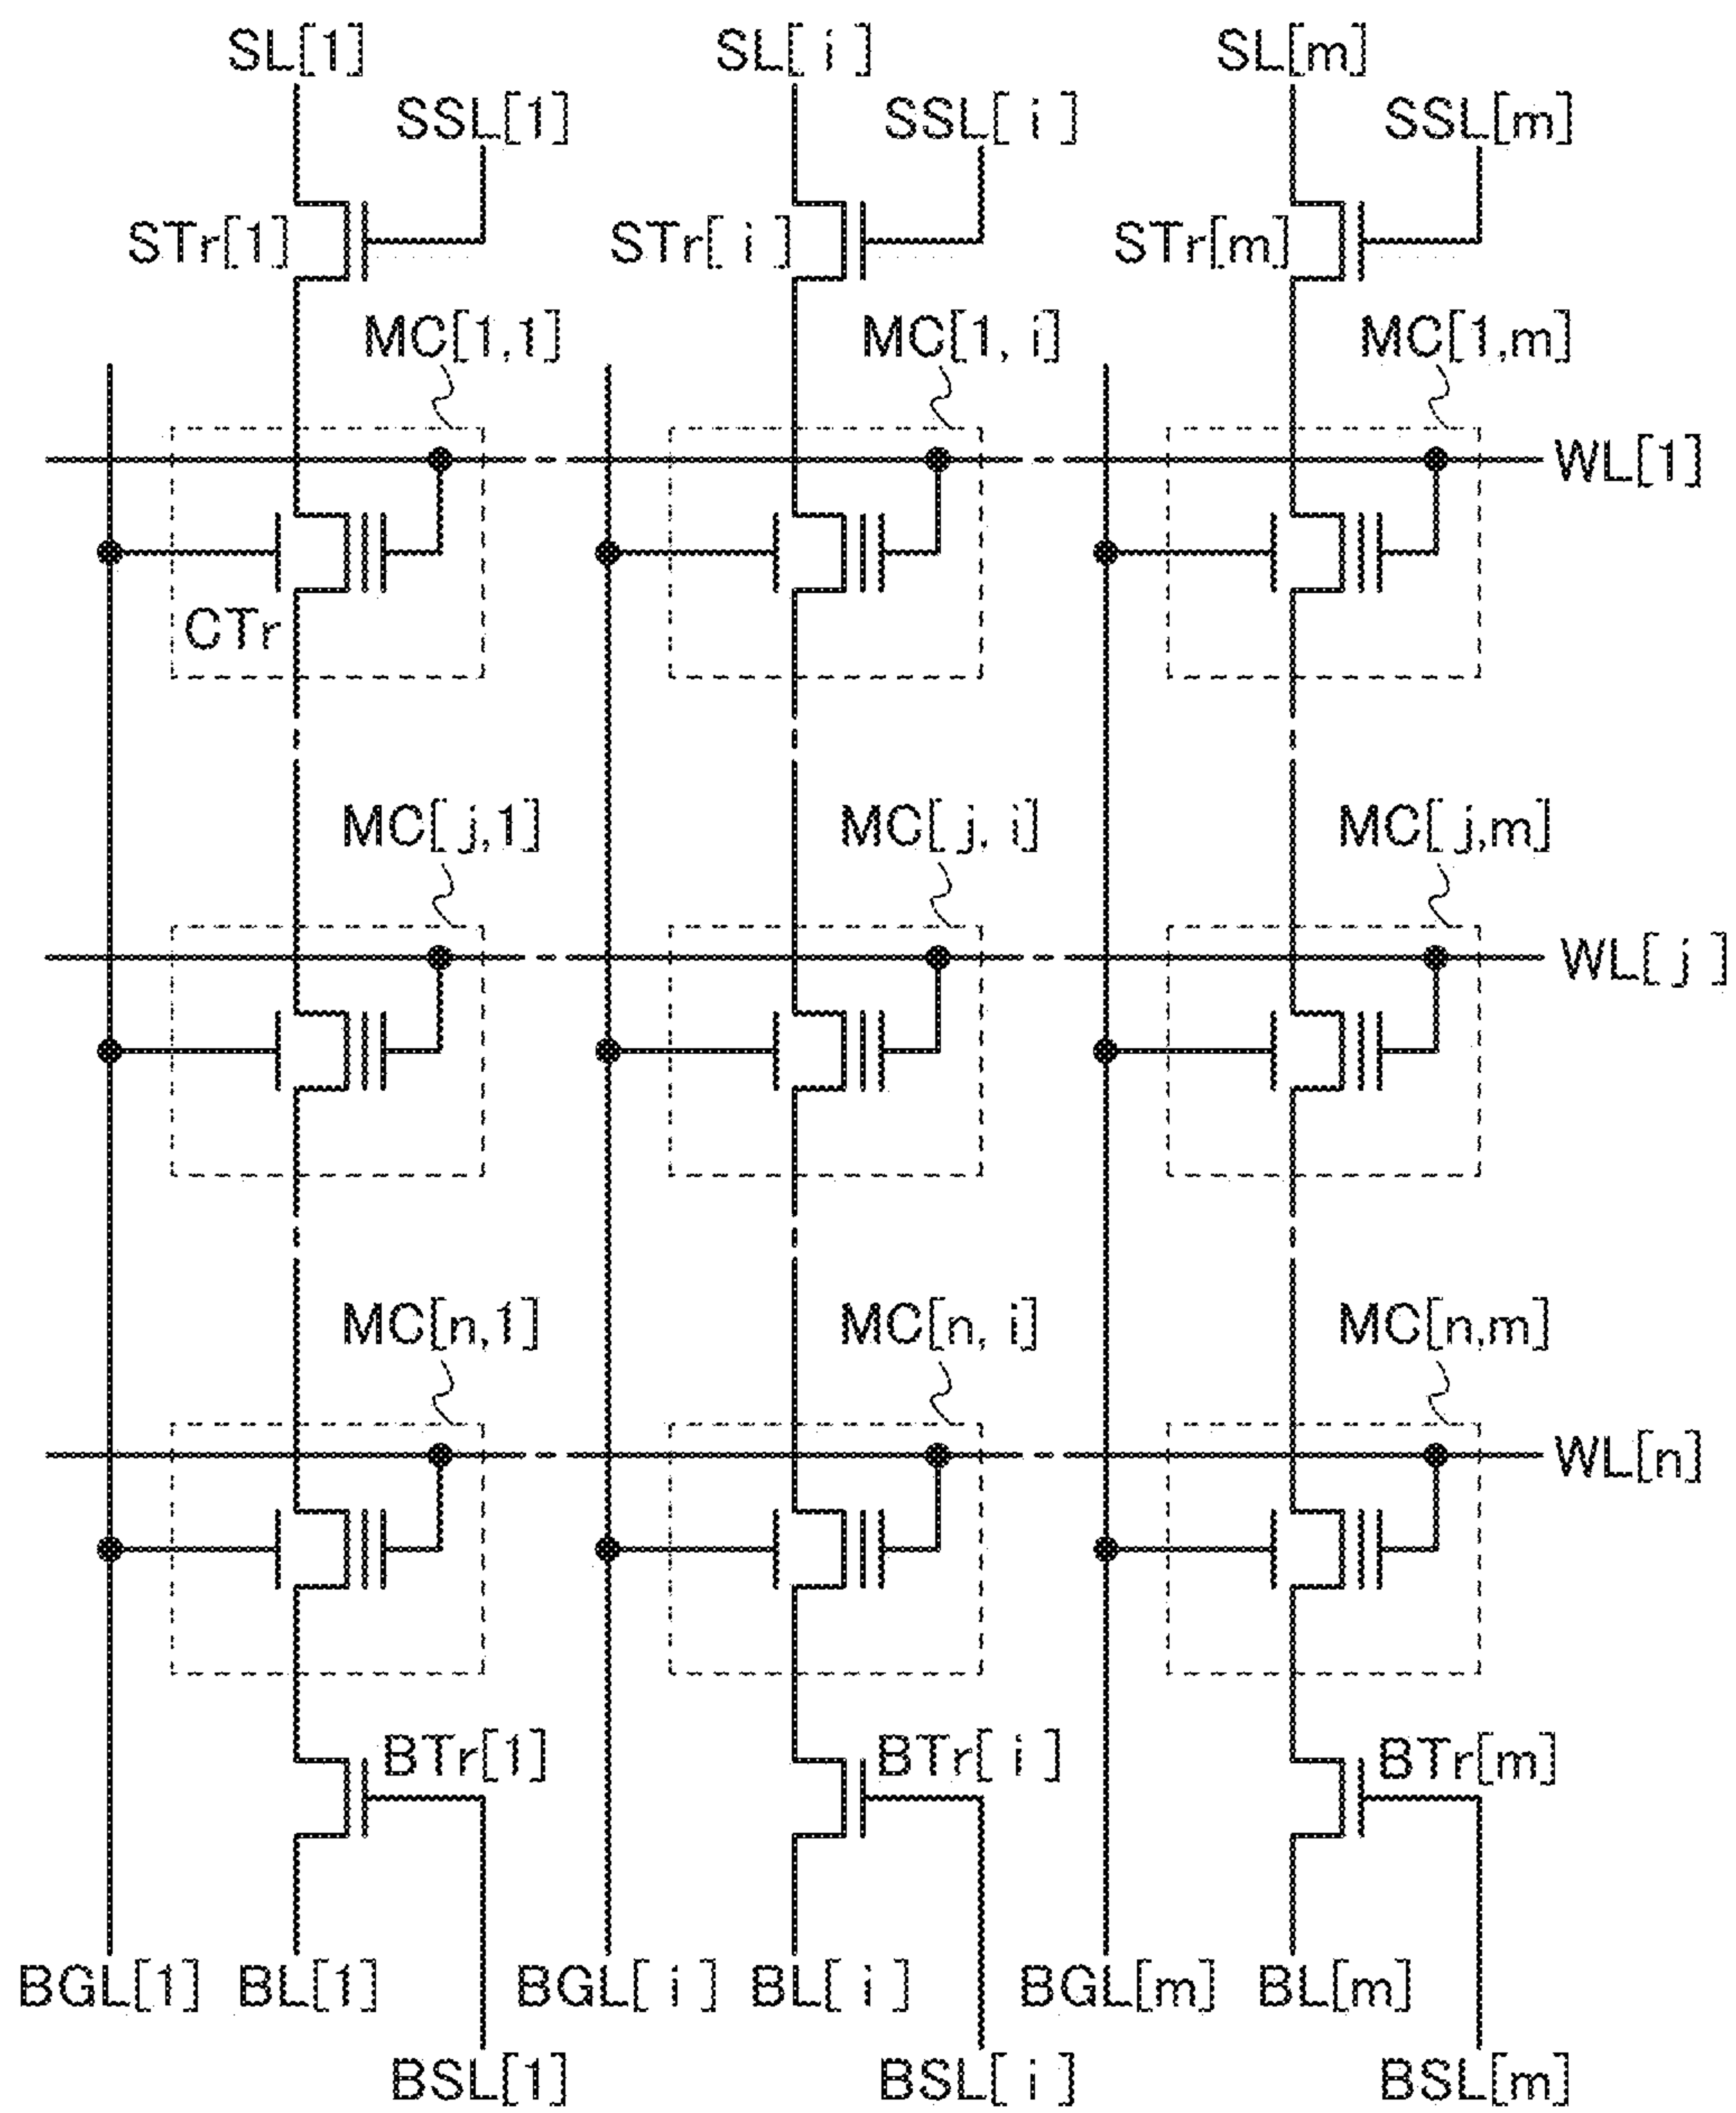 SL[1] SL[ i ] SL[m]
SSL[1] SSL[ i ] SSL[m]
STr[1] STr[ i ] STr[m]
MC[1,1] MC[1, i] MC[1,m]
WL[1]
CTr
MC[ j,1] MC[ j, i] MC[ j,m]
WL[ j ]
MC[n,1] MC[n, i] MC[n,m]
WL[n]
BTr[1] BTr[ i ] BTr[m]
BGL[1] BL[1] BGL[ i ] BL[ i ] BGL[m] BL[m]
BSL[1] BSL[ i ] BSL[m]